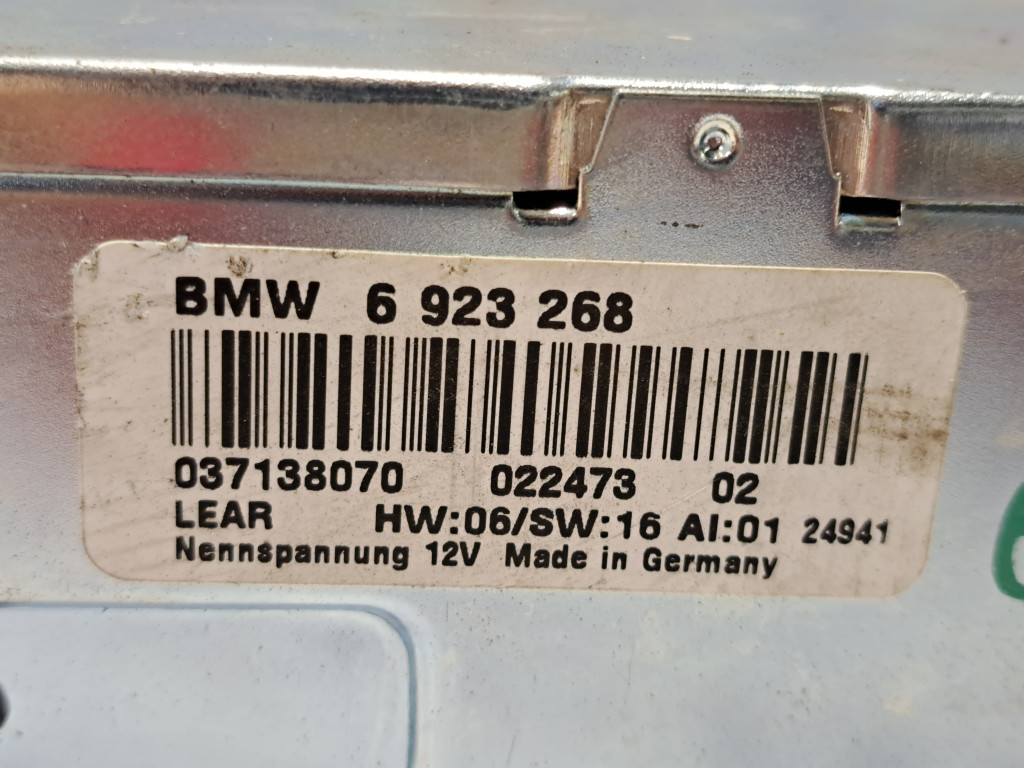 BMW 6 923 268
037138070 022473 02
LEAR HW:06/SW:16 AI:01 24941
Nennspannung 12V Made in Germany